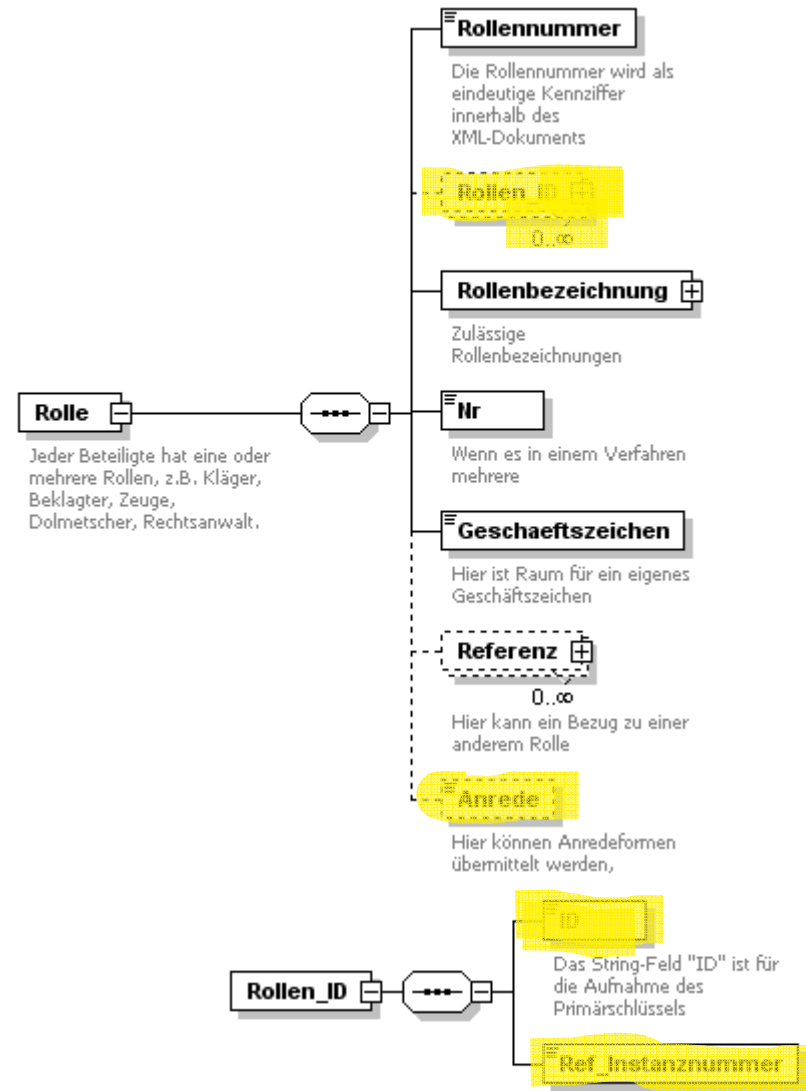 Rollennummer
Die Rollennummer wird als
eindeutige Kennziffer
innerhalb des
XML-Dokuments
Rollen_ID
0..∞
Rollenbezeichnung
Zulässige
Rollenbezeichnungen
Rolle
Jeder Beteiligte hat eine oder
mehrere Rollen, z.B. Kläger,
Beklagter, Zeuge,
Dolmetscher, Rechtsanwalt.
Nr
Wenn es in einem Verfahren
mehrere
Geschaeftszeichen
Hier ist Raum für ein eigenes
Geschäftszeichen
Referenz
0..∞
Hier kann ein Bezug zu einer
anderem Rolle
Anrede
Hier können Anredeformen
übermittelt werden,
ID
Das String-Feld "ID" ist für
die Aufnahme des
Primärschlüssels
Rollen_ID
Ref_Instanznummer